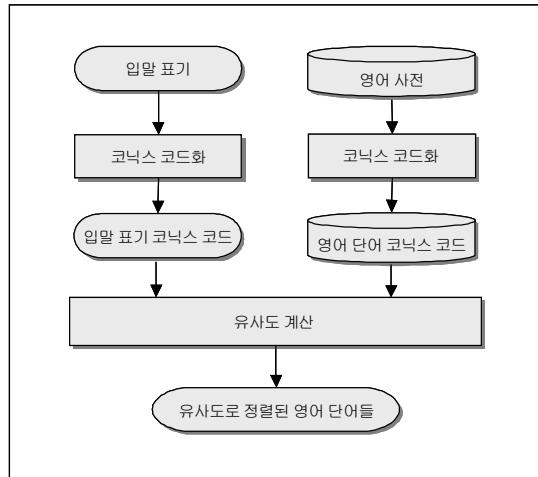 입말 표기
영어 사전
코닉스 코드화
코닉스 코드화
입말 표기 코닉스 코드
영어 단어 코닉스 코드
유사도 계산
유사도로 정렬된 영어 단어들